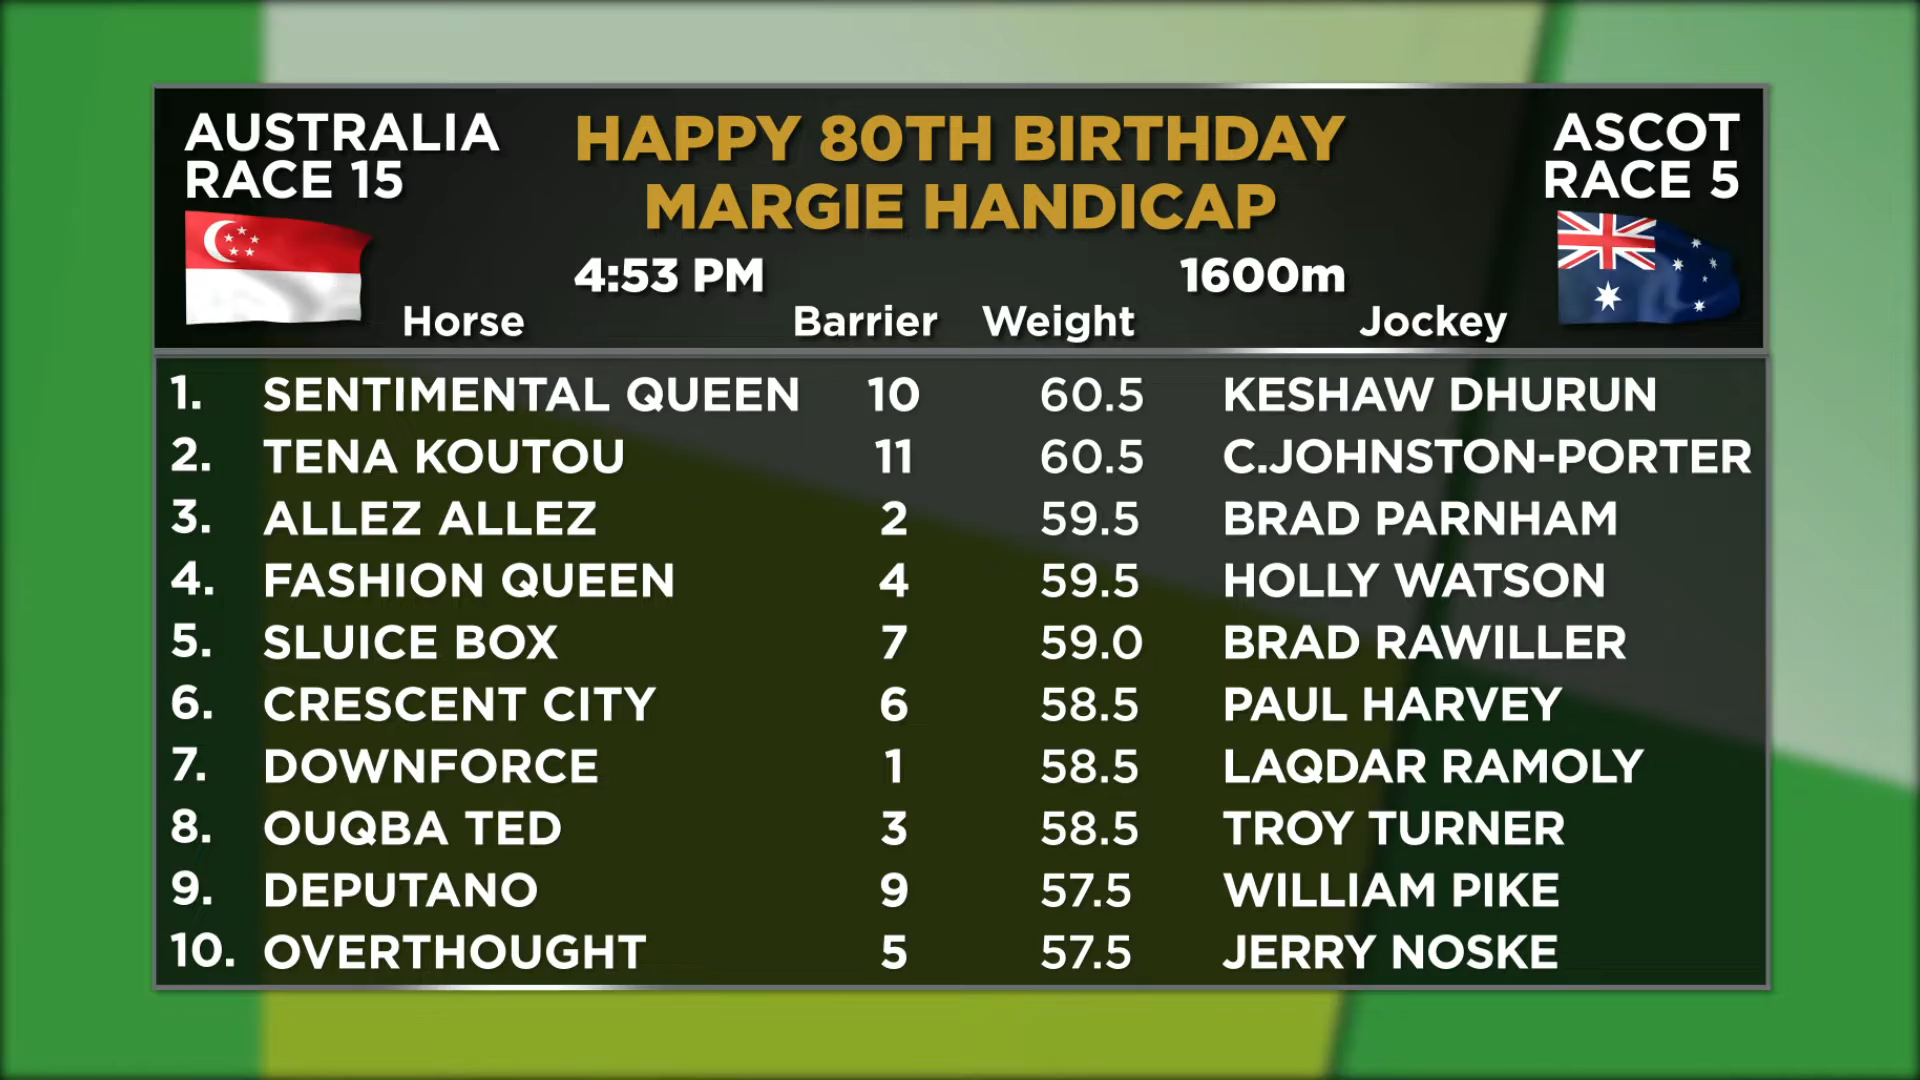 AUSTRALIA
RACE 15
HAPPY 80TH BIRTHDAY
MARGIE HANDICAP
ASCOT
RACE 5
4:53 PM 1600m
Horse Barrier Weight Jockey
1. SENTIMENTAL QUEEN 10 60.5 KESHAW DHURUN
2. TENA KOUTOU 11 60.5 C.JOHNSTON-PORTER
3. ALLEZ ALLEZ 2 59.5 BRAD PARNHAM
4. FASHION QUEEN 4 59.5 HOLLY WATSON
5. SLUICE BOX 7 59.0 BRAD RAWILLER
6. CRESCENT CITY 6 58.5 PAUL HARVEY
7. DOWNFORCE 1 58.5 LAQDAR RAMOLY
8. OUQBA TED 3 58.5 TROY TURNER
9. DEPUTANO 9 57.5 WILLIAM PIKE
10. OVERTHOUGHT 5 57.5 JERRY NOSKE